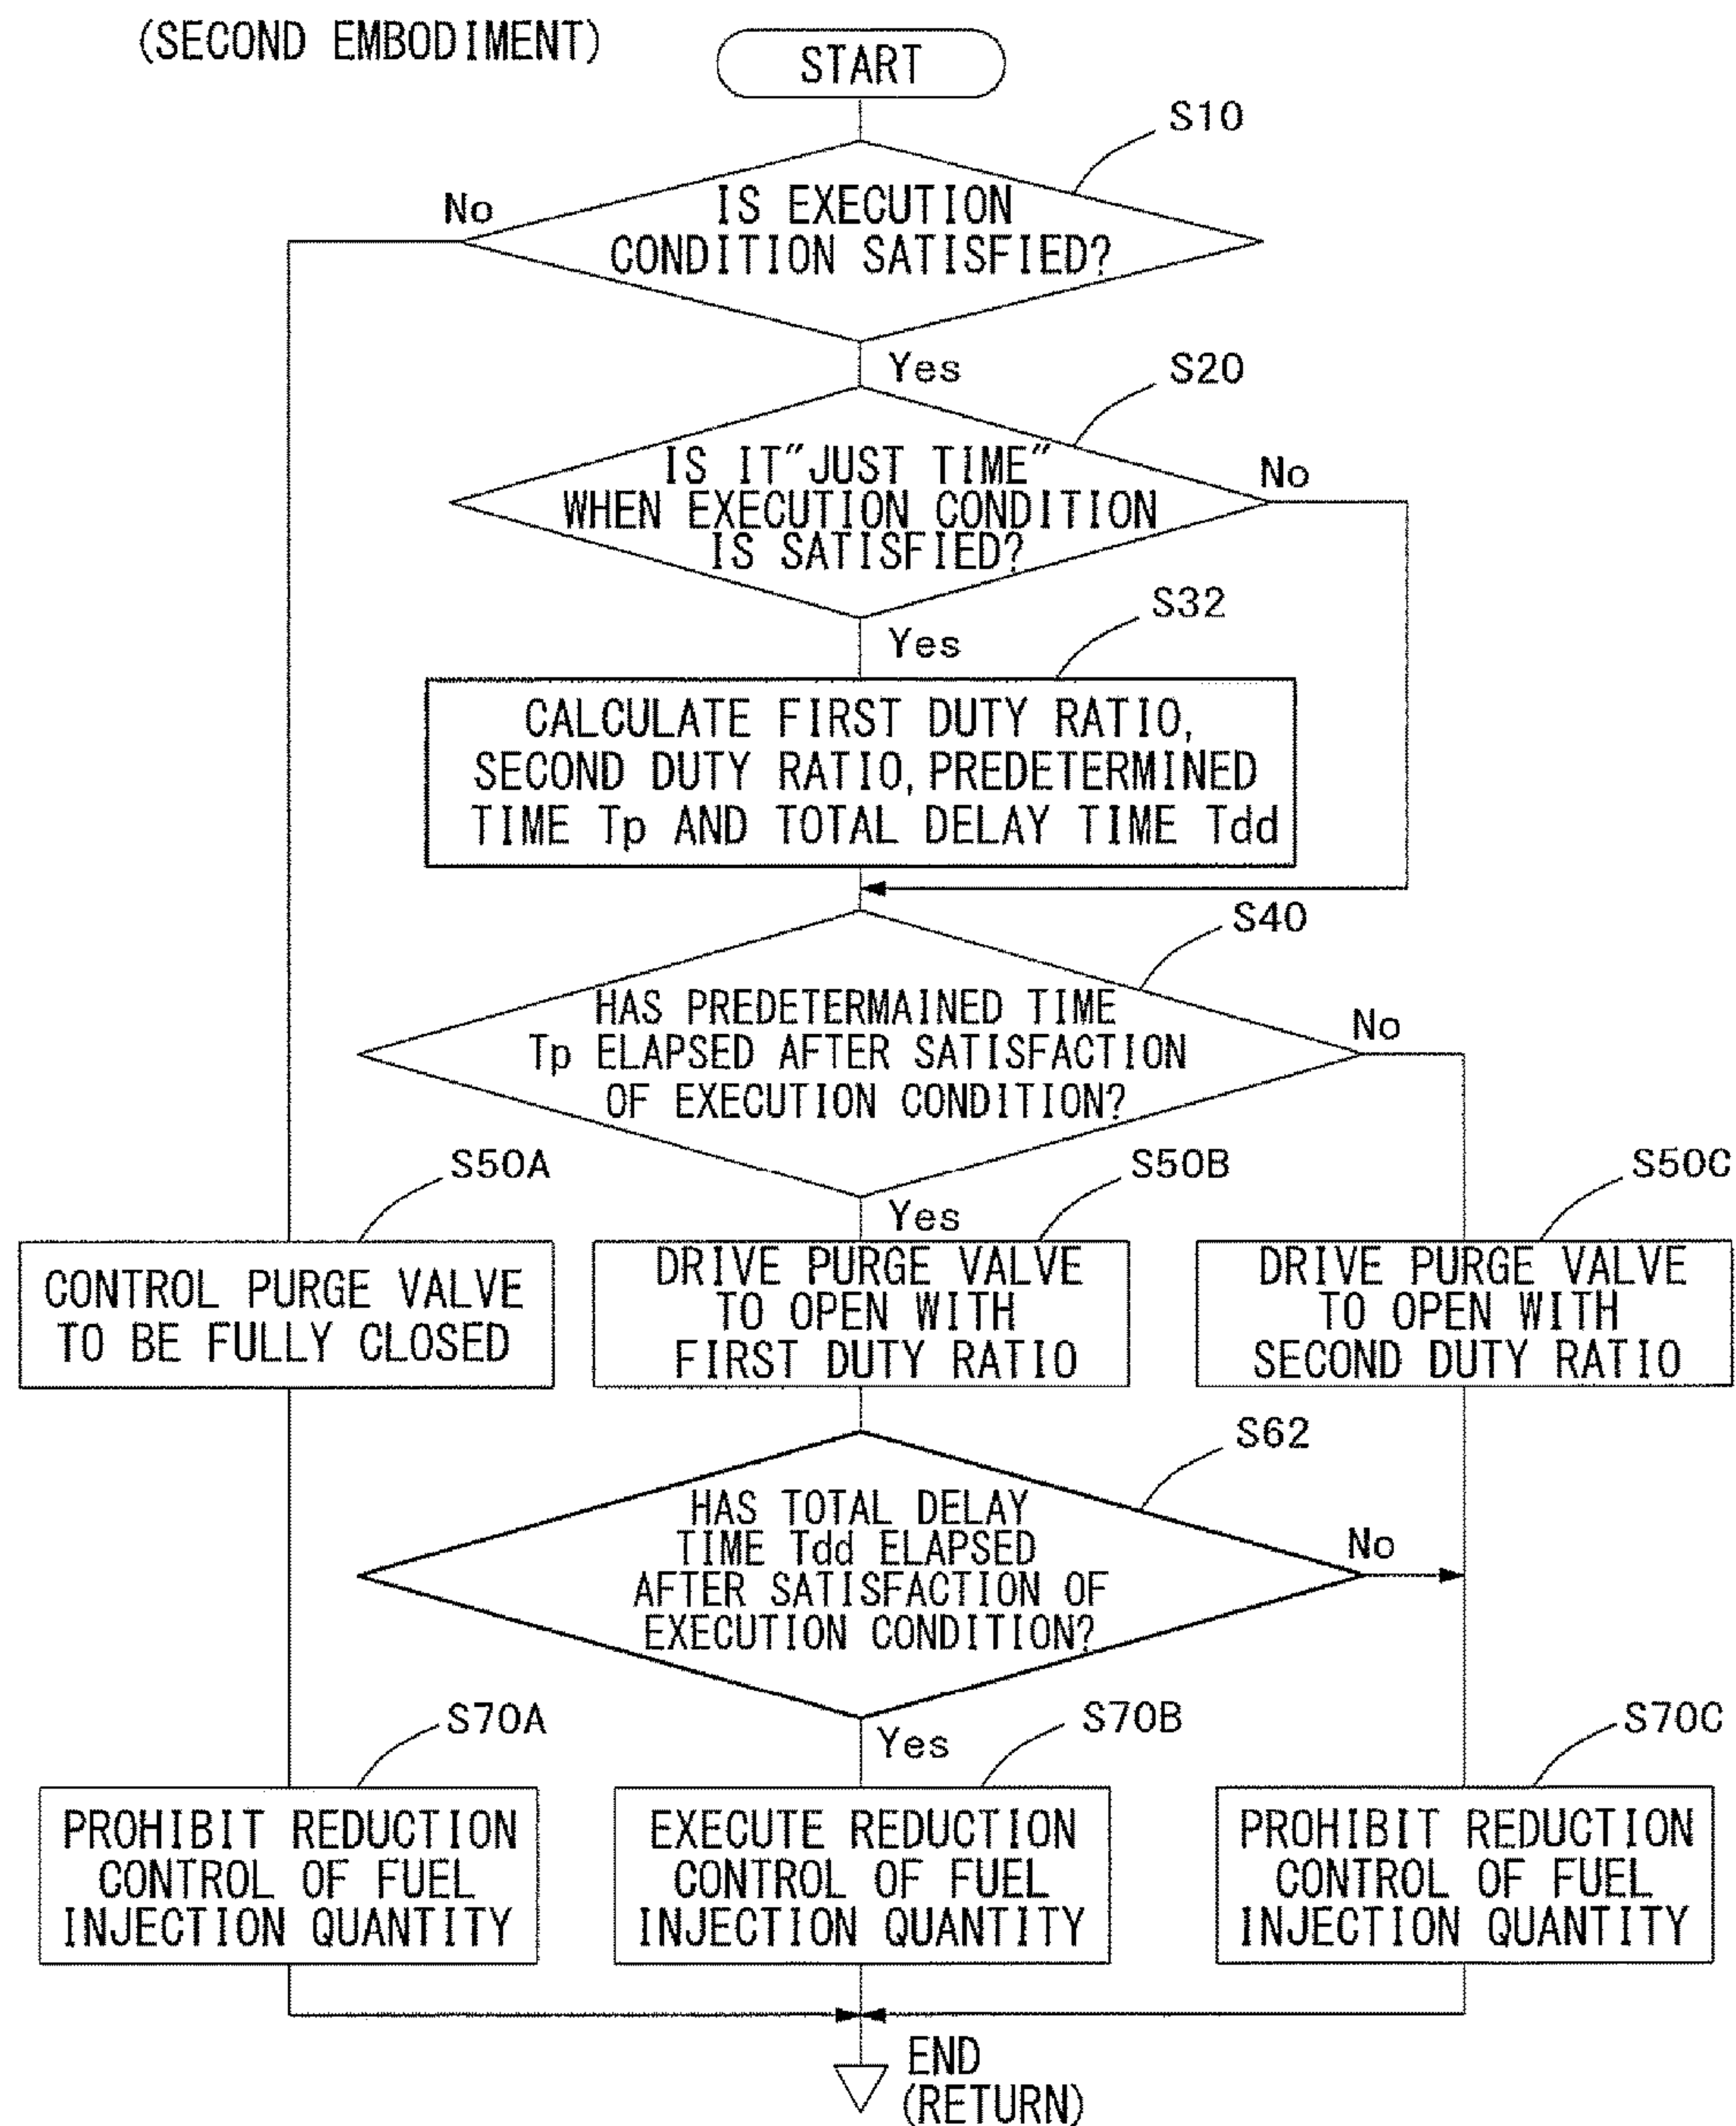 (SECOND EMBODIMENT)
START
S10
No
IS EXECUTION
CONDITION SATISFIED?
Yes
S20
IS IT"JUST TIME"
WHEN EXECUTION CONDITION
IS SATISFIED?
No
Yes
S32
CALCULATE FIRST DUTY RATIO,
SECOND DUTY RATIO, PREDETERMINED
TIME Tp AND TOTAL DELAY TIME Tdd
S40
HAS PREDETERMAINED TIME
Tp ELAPSED AFTER SATISFACTION
OF EXECUTION CONDITION?
No
Yes
S50A
CONTROL PURGE VALVE
TO BE FULLY CLOSED
S50B
DRIVE PURGE VALVE
TO OPEN WITH
FIRST DUTY RATIO
S50C
DRIVE PURGE VALVE
TO OPEN WITH
SECOND DUTY RATIO
S62
HAS TOTAL DELAY
TIME Tdd ELAPSED
AFTER SATISFACTION OF
EXECUTION CONDITION?
No
Yes
S70A
PROHIBIT REDUCTION
CONTROL OF FUEL
INJECTION QUANTITY
S70B
EXECUTE REDUCTION
CONTROL OF FUEL
INJECTION QUANTITY
S70C
PROHIBIT REDUCTION
CONTROL OF FUEL
INJECTION QUANTITY
END
(RETURN)